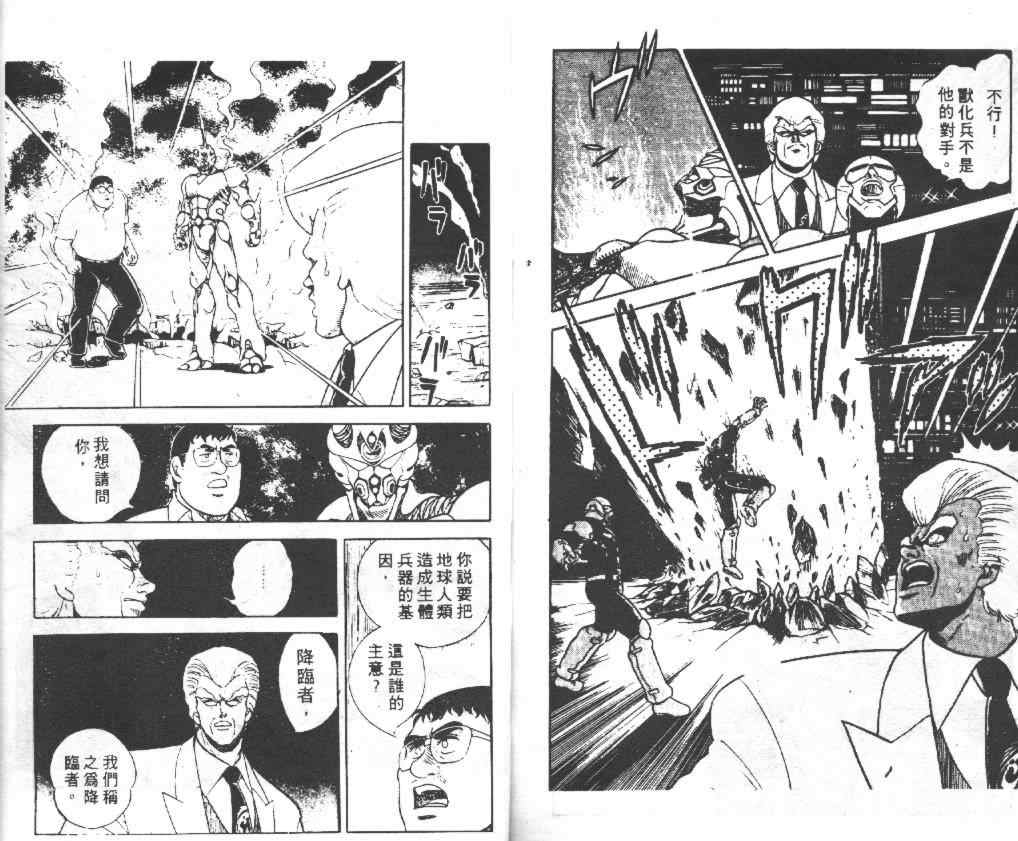 不行！
獸化兵不是
他的對手。
ガラ
ガラ
我想請問
你，
你說要把
地球人類
造成生體
兵器的基
因，
這是誰的
主意？
……
降臨者，
我們稱
之爲降
臨者。